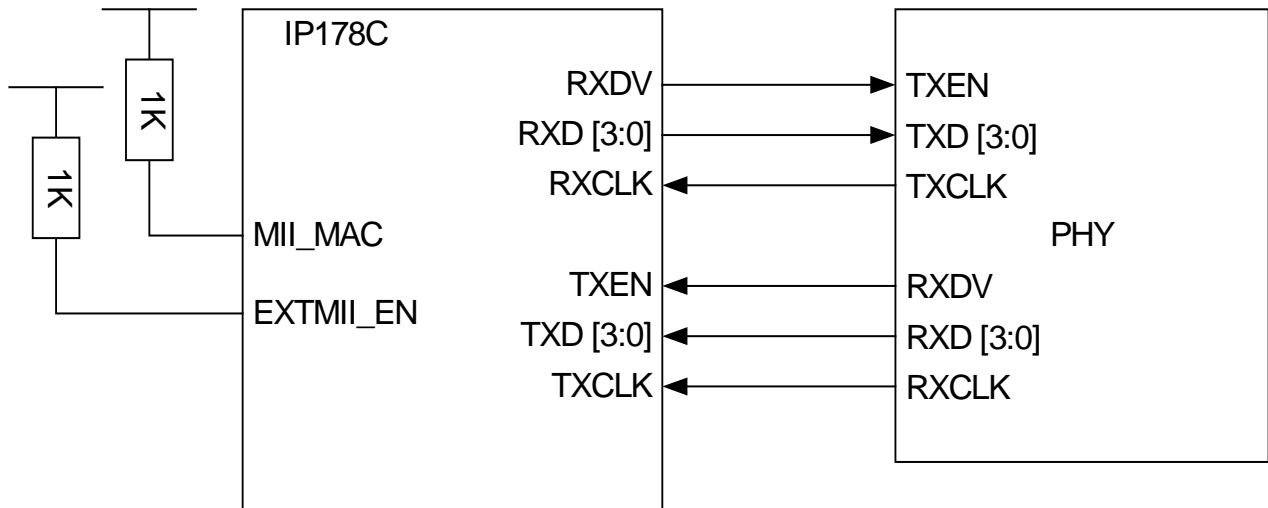 IP178C
1K
1K
MII_MAC
EXTMII_EN
RXDV
RXD [3:0]
RXCLK
TXEN
TXD [3:0]
TXCLK
TXEN
TXD [3:0]
TXCLK
PHY
RXDV
RXD [3:0]
RXCLK